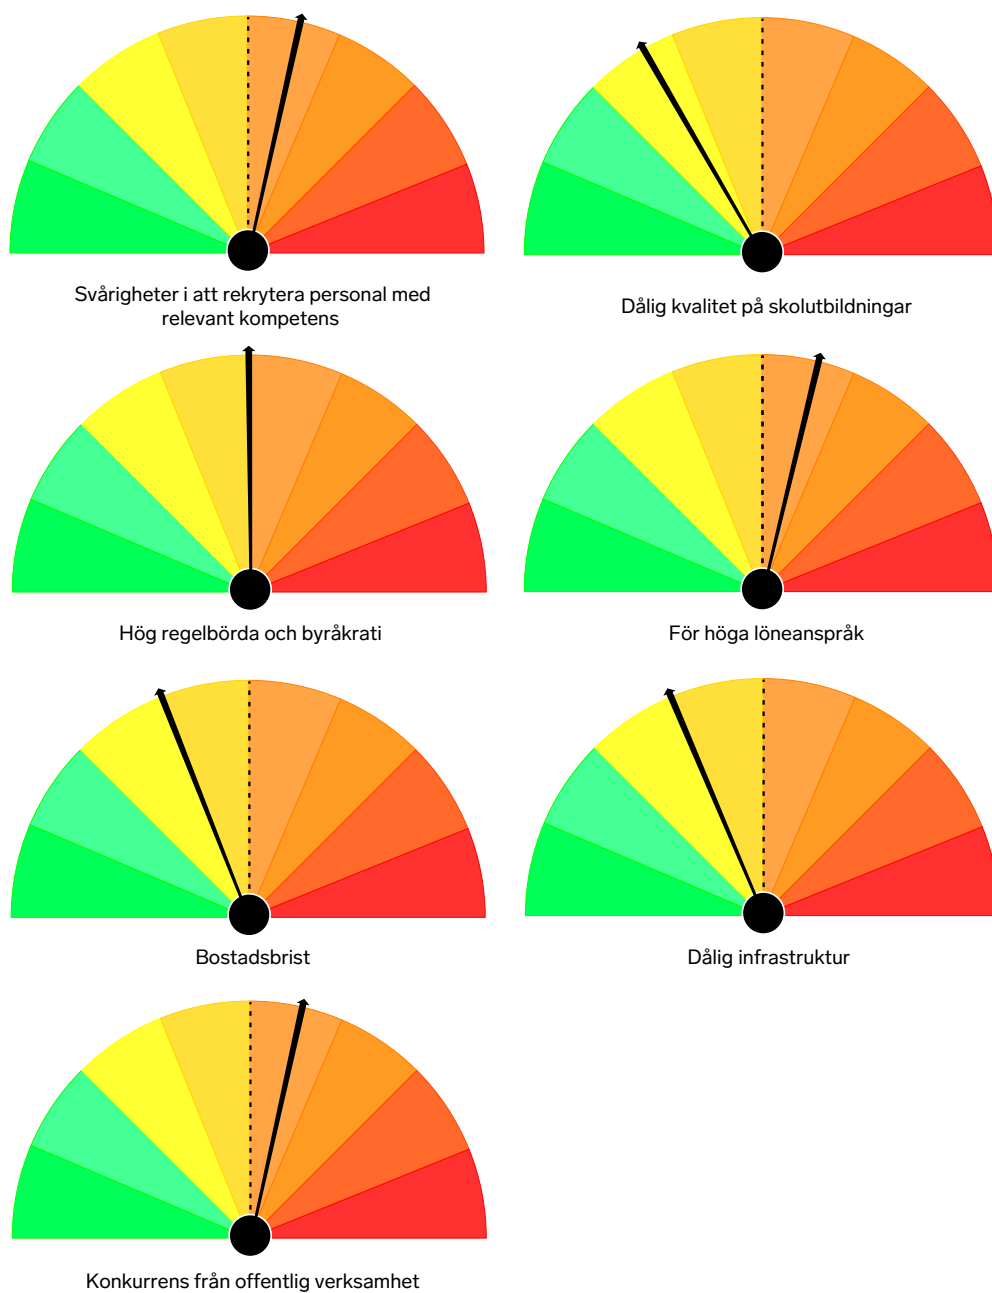 Svårigheter i att rekrytera personal med
relevant kompetens
Dålig kvalitet på skolutbildningar
Hög regelbörda och byråkrati
För höga löneanspråk
Bostadsbrist
Dålig infrastruktur
Konkurrens från offentlig verksamhet